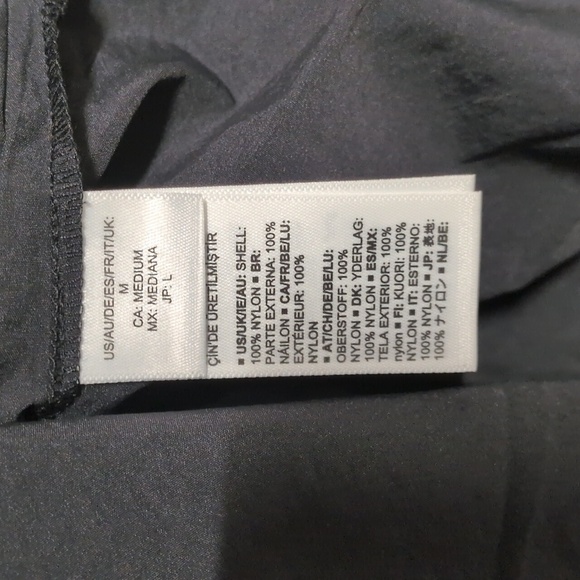 US/AU/DE/ES/FR/IT/UK:
M
CA: MEDIUM
MX: MEDIANA
JP: L
ÇİN'DE ÜRETİLMİŞTİR
■ US/UK/IE/AU: SHELL:
100% NYLON ■ BR:
PARTE EXTERNA: 100%
NÁILON ■ CA/FR/BE/LU:
EXTÉRIEUR: 100%
NYLON
■ AT/CH/DE/BE/LU:
OBERSTOFF: 100%
NYLON ■ DK: YDERLAG:
100% NYLON ■ ES/MX:
TELA EXTERIOR: 100%
nylon ■ FI: KUORI: 100%
NYLON ■ IT: ESTERNO:
100% NYLON ■ JP: 表地:
100% ナイロン ■ NL/BE: